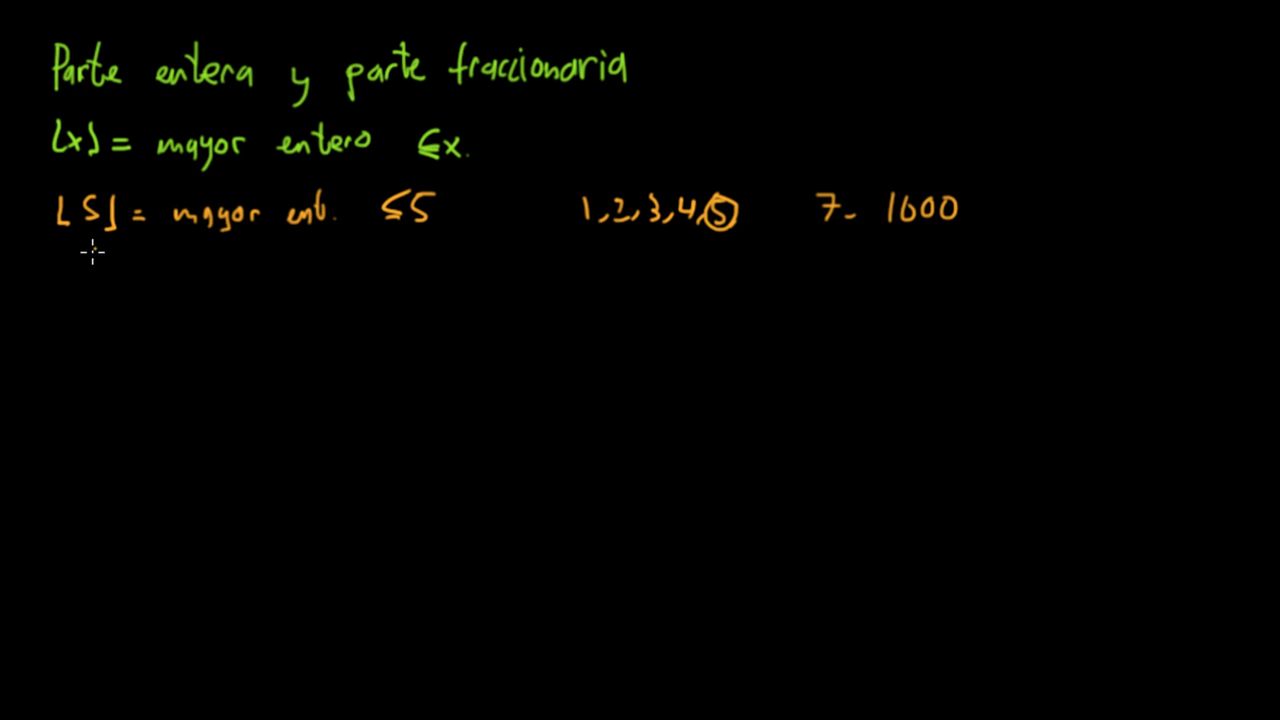 Parte entera y parte fraccionaria
⌊x⌋ = mayor entero ≤x.
⌊5⌋ = mayor ent. ≤5 1,2,3,4,5 7- 1000